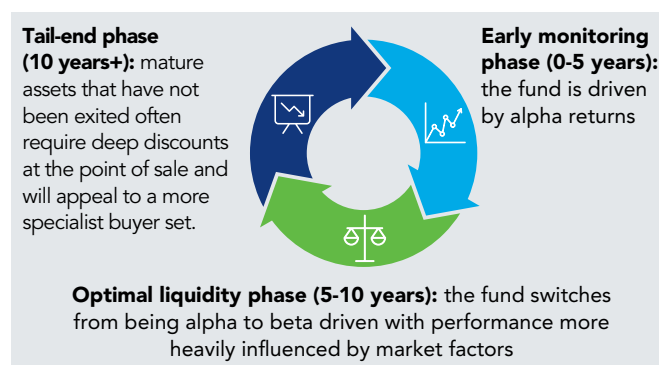 Tail-end phase
(10 years+): mature
assets that have not
been exited often
require deep discounts
at the point of sale and
will appeal to a more
specialist buyer set.
Early monitoring
phase (0-5 years):
the fund is driven
by alpha returns
Optimal liquidity phase (5-10 years): the fund switches
from being alpha to beta driven with performance more
heavily influenced by market factors